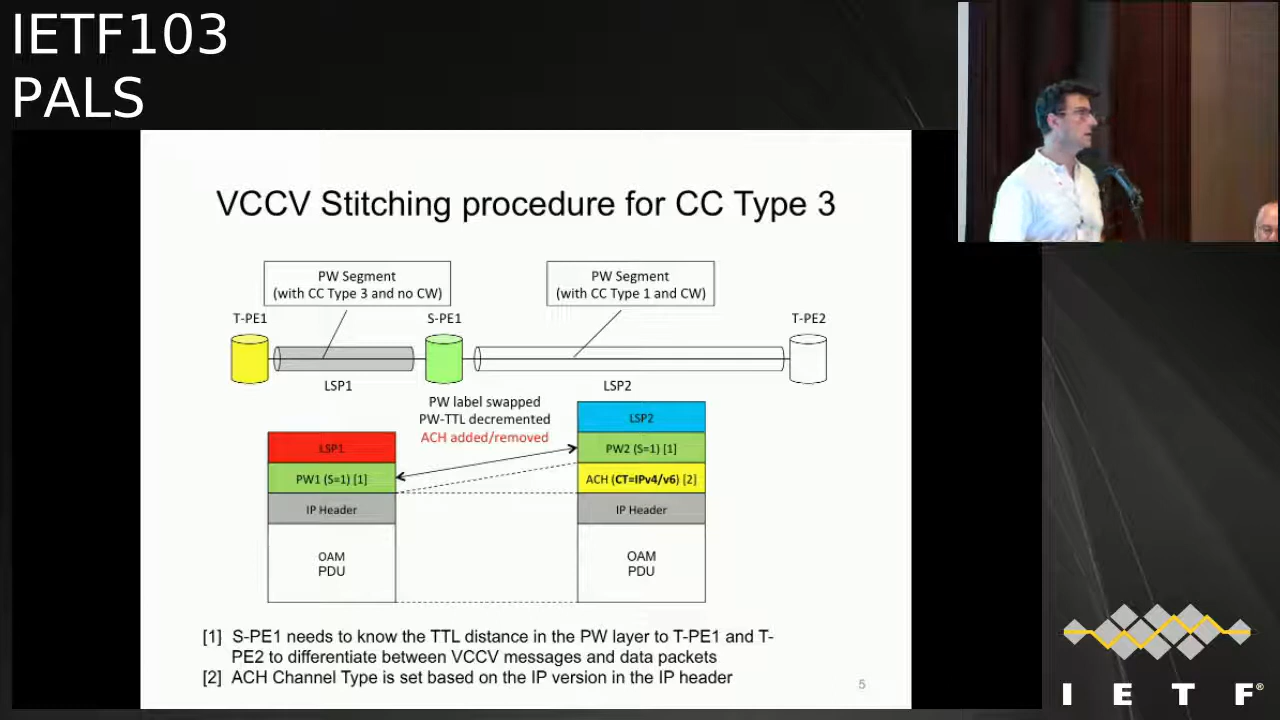 IETF103
PALS
VCCV Stitching procedure for CC Type 3
PW Segment
(with CC Type 3 and no CW)
PW Segment
(with CC Type 1 and CW)
T-PE1
S-PE1
T-PE2
LSP1
LSP2
PW label swapped
PW-TTL decremented
ACH added/removed
LSP1
PW1 (S=1) [1]
IP Header
OAM
PDU
LSP2
PW2 (S=1) [1]
ACH (CT=IPv4/v6) [2]
IP Header
OAM
PDU
[1] S-PE1 needs to know the TTL distance in the PW layer to T-PE1 and T-
PE2 to differentiate between VCCV messages and data packets
[2] ACH Channel Type is set based on the IP version in the IP header
5
I E T F®